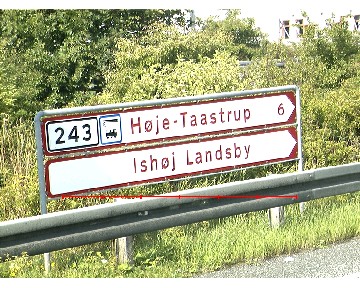 243 Høje-Taastrup 6
Ishøj Landsby